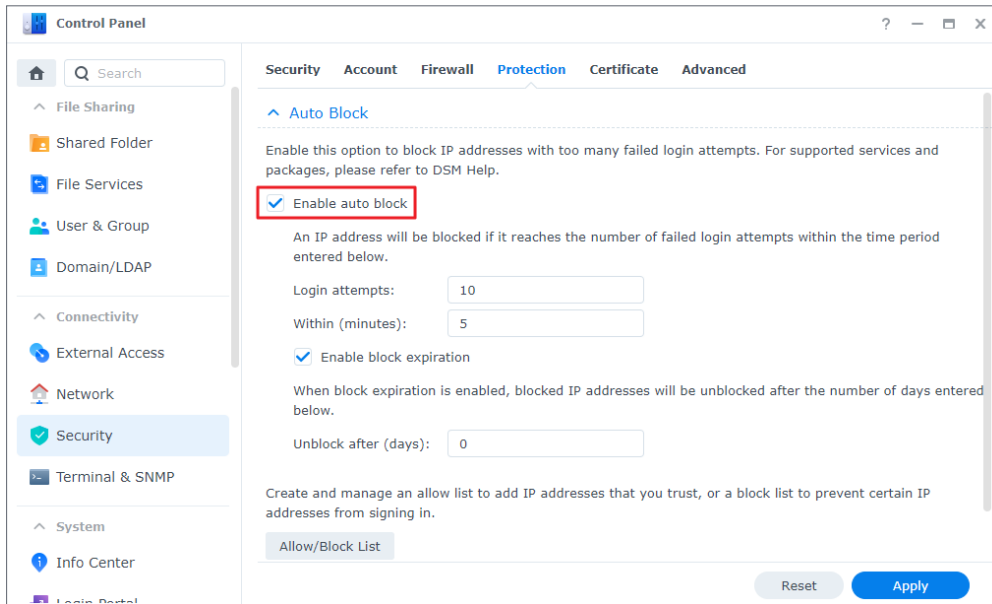 Control Panel
Search
File Sharing
Shared Folder
File Services
User & Group
Domain/LDAP
Connectivity
External Access
Network
Security
Terminal & SNMP
System
Info Center
Login Portal
Security Account Firewall Protection Certificate Advanced
Auto Block
Enable this option to block IP addresses with too many failed login attempts. For supported services and
packages, please refer to DSM Help.
Enable auto block
An IP address will be blocked if it reaches the number of failed login attempts within the time period
entered below.
Login attempts: 10
Within (minutes): 5
Enable block expiration
When block expiration is enabled, blocked IP addresses will be unblocked after the number of days entered
below.
Unblock after (days): 0
Create and manage an allow list to add IP addresses that you trust, or a block list to prevent certain IP
addresses from signing in.
Allow/Block List
Reset Apply